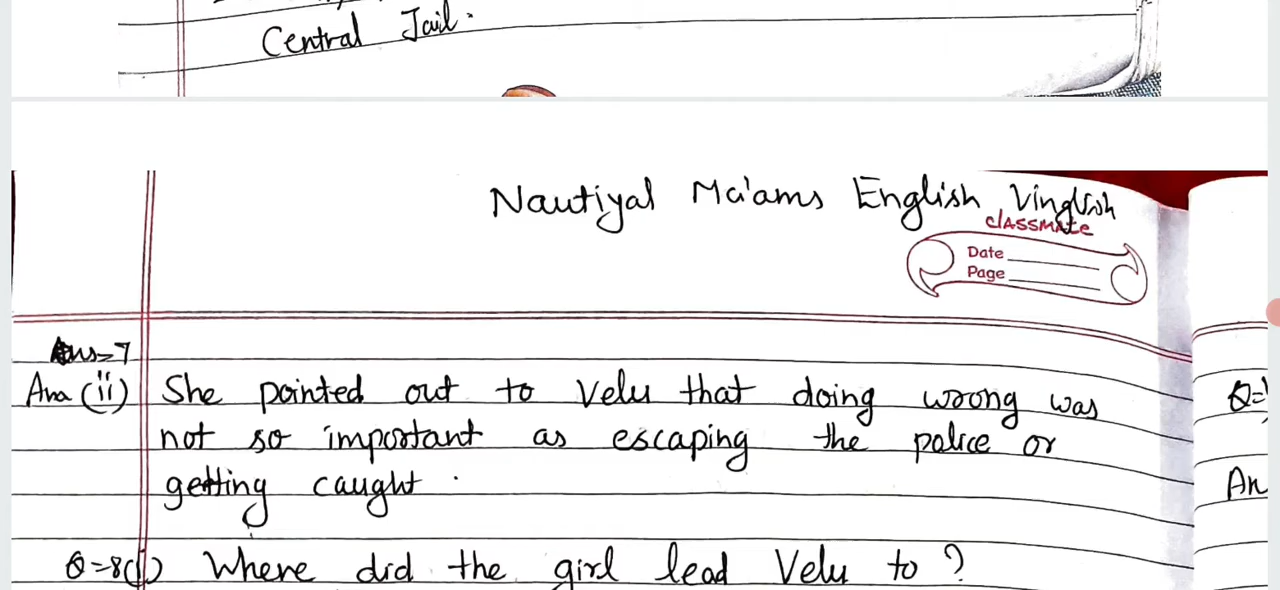 Central Jail.
Nautiyal Ma'ams English Vinglish
classmate
Date
Page
Ans=7
Ans (ii) She pointed out to Velu that doing wrong was
not so important as escaping the police or
getting caught.
Q=8(i) Where did the girl lead Velu to?
Q=
An